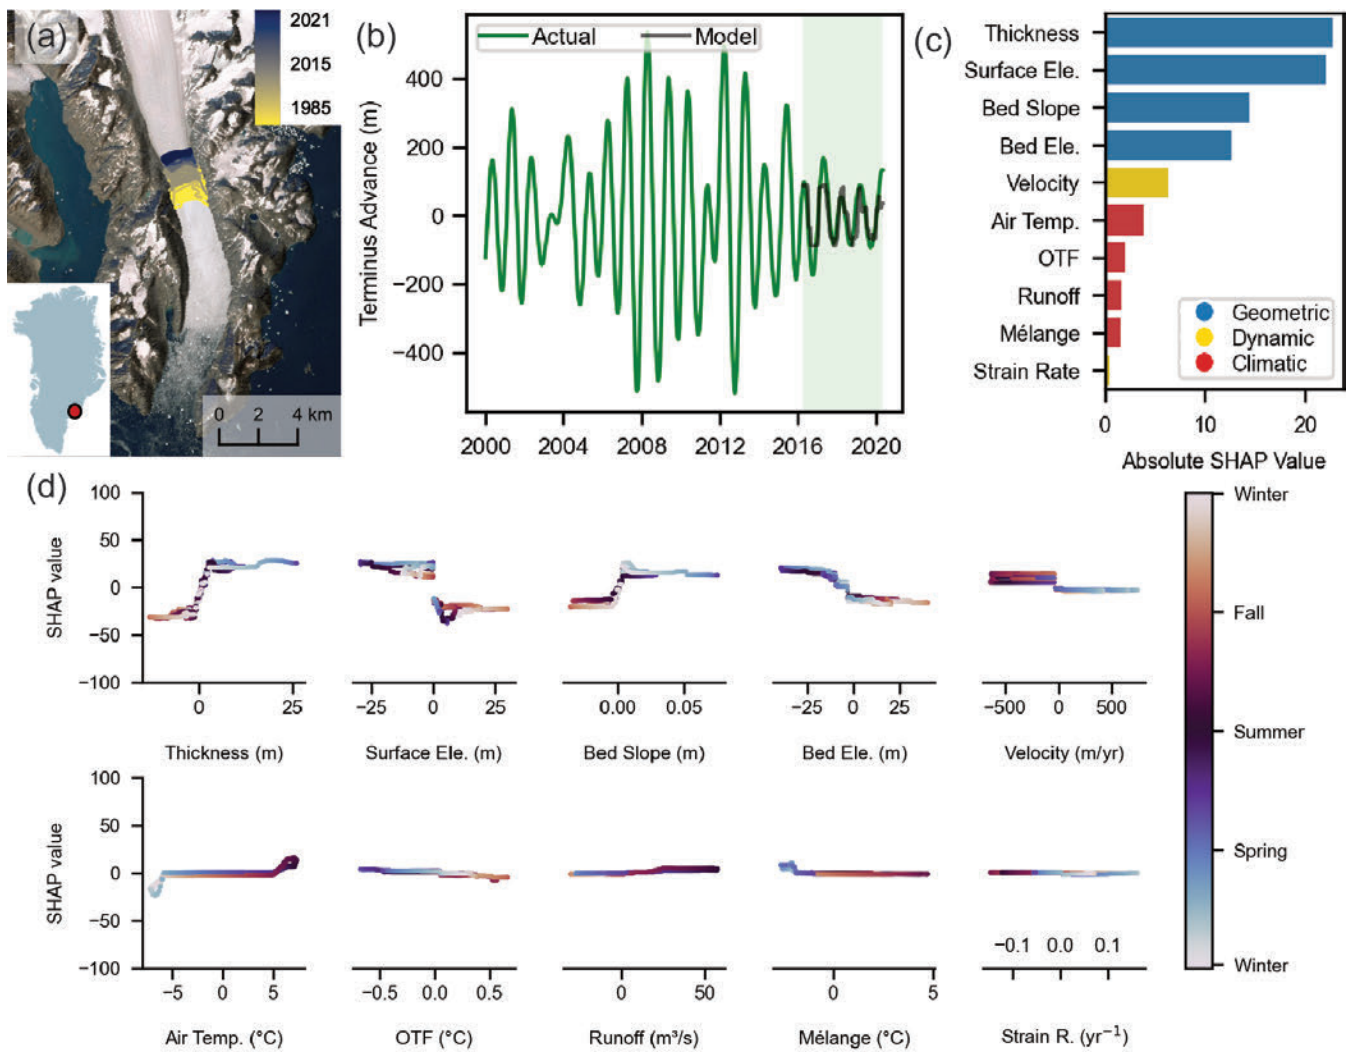 (a)
2021
2015
1985
0 2 4 km
(b)
Actual Model
Terminus Advance (m)
400
200
0
−200
−400
2000 2004 2008 2012 2016 2020
(c)
Thickness
Surface Ele.
Bed Slope
Bed Ele.
Velocity
Air Temp.
OTF
Runoff
Mélange
Strain Rate
Geometric
Dynamic
Climatic
0 10 20
Absolute SHAP Value
(d)
SHAP value
100
50
0
−50
−100
0 25
Thickness (m)
−25 0 25
Surface Ele. (m)
0.00 0.05
Bed Slope (m)
−25 0 25
Bed Ele. (m)
−500 0 500
Velocity (m/yr)
SHAP value
100
50
0
−50
−100
−5 0 5
Air Temp. (°C)
−0.5 0.0 0.5
OTF (°C)
0 50
Runoff (m³/s)
0 5
Mélange (°C)
−0.1 0.0 0.1
Strain R. (yr⁻¹)
Winter
Fall
Summer
Spring
Winter